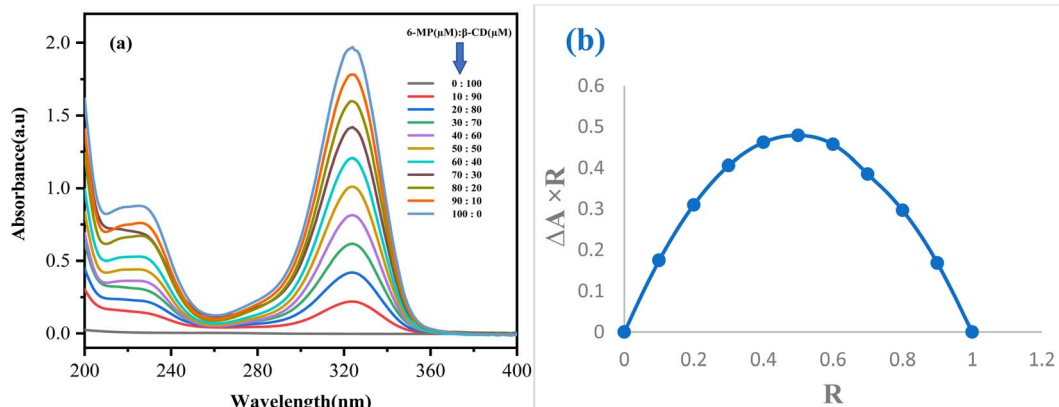 (a)
6-MP(µM):β-CD(µM)
0 : 100
10 : 90
20 : 80
30 : 70
40 : 60
50 : 50
60 : 40
70 : 30
80 : 20
90 : 10
100 : 0
2.0
1.5
1.0
0.5
0.0
Absorbance(a.u)
200 240 280 320 360 400
Wavelength(nm)
(b)
0.6
0.5
0.4
0.3
0.2
0.1
0
ΔA ×R
0 0.2 0.4 0.6 0.8 1 1.2
R